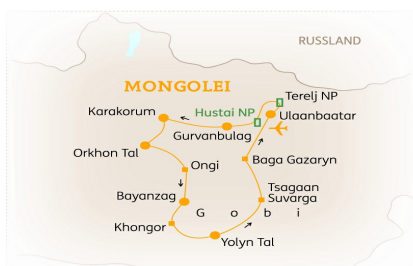 RUSSLAND
MONGOLEI
Terelj NP
Karakorum
Hustai NP
Ulaanbaatar
Gurvanbulag
Orkhon Tal
Ongi
Baga Gazaryn
Bayanzag
Tsagaan
Suvarga
G o b i
Khongor
Yolyn Tal